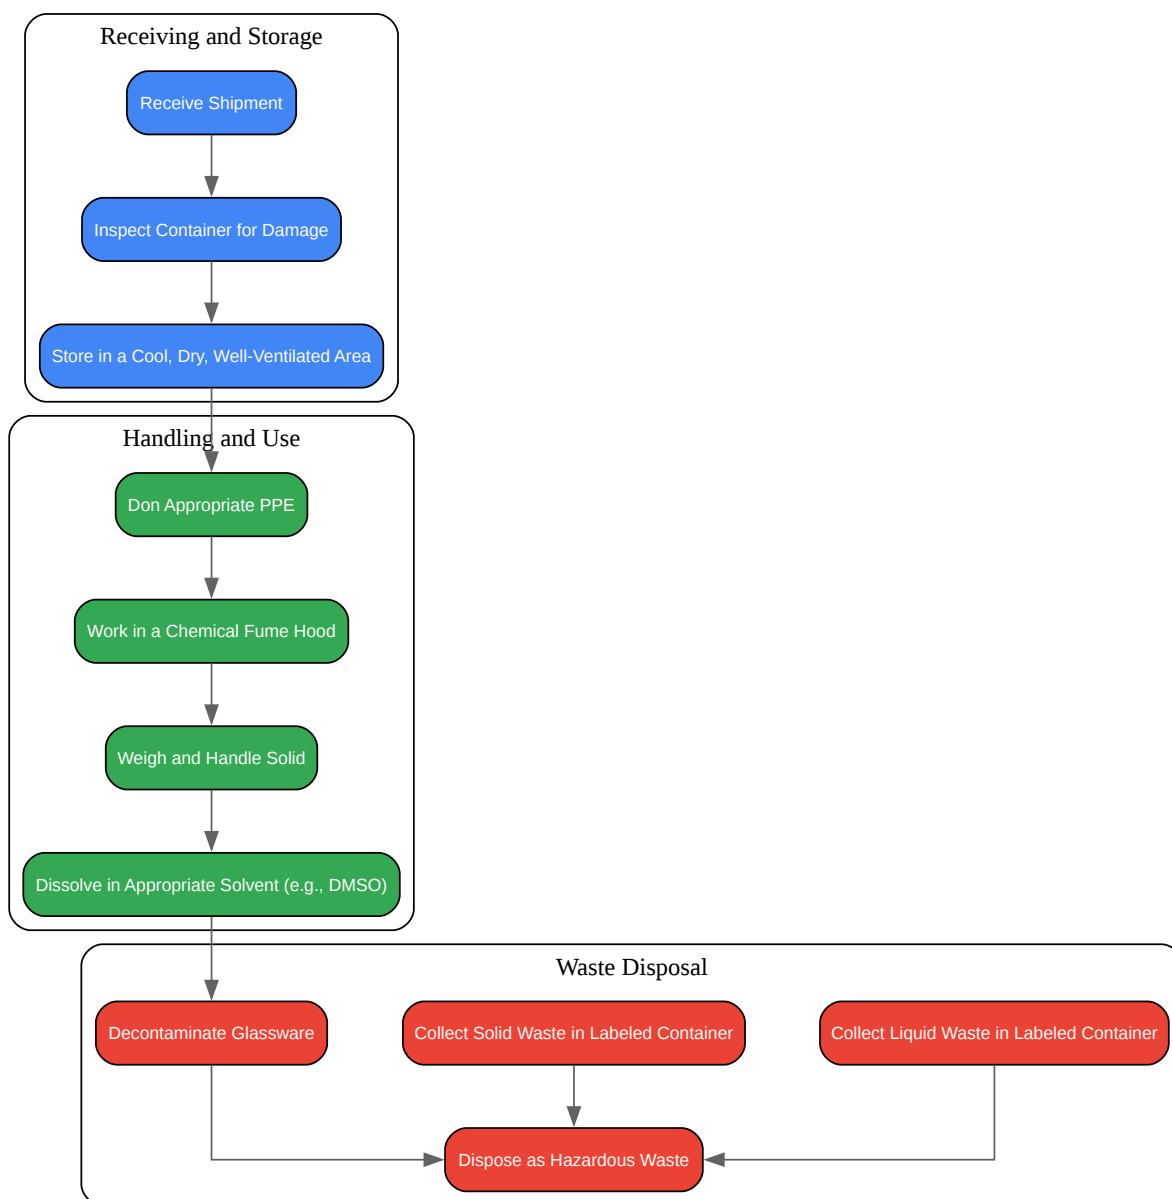 Receiving and Storage
Receive Shipment
Inspect Container for Damage
Store in a Cool, Dry, Well-Ventilated Area
Handling and Use
Don Appropriate PPE
Work in a Chemical Fume Hood
Weigh and Handle Solid
Dissolve in Appropriate Solvent (e.g., DMSO)
Waste Disposal
Decontaminate Glassware
Collect Solid Waste in Labeled Container
Collect Liquid Waste in Labeled Container
Dispose as Hazardous Waste